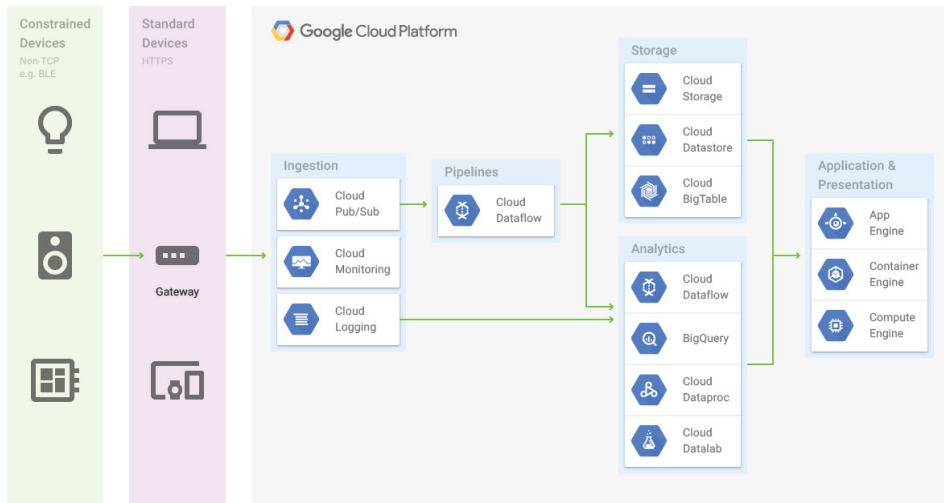 Constrained
Devices
Non-TCP
e.g. BLE
Standard
Devices
HTTPS
Gateway
Google Cloud Platform
Ingestion
Cloud
Pub/Sub
Cloud
Monitoring
Cloud
Logging
Pipelines
Cloud
Dataflow
Storage
Cloud
Storage
Cloud
Datastore
Cloud
BigTable
Analytics
Cloud
Dataflow
BigQuery
Cloud
Dataproc
Cloud
Datalab
Application &
Presentation
App
Engine
Container
Engine
Compute
Engine